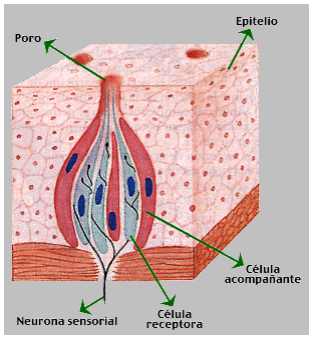 Epitelio
Poro
Célula
acompañante
Neurona sensorial
Célula
receptora